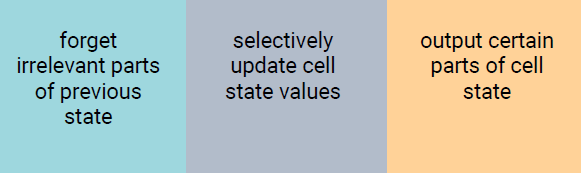 forget
irrelevant parts
of previous
state
selectively
update cell
state values
output certain
parts of cell
state